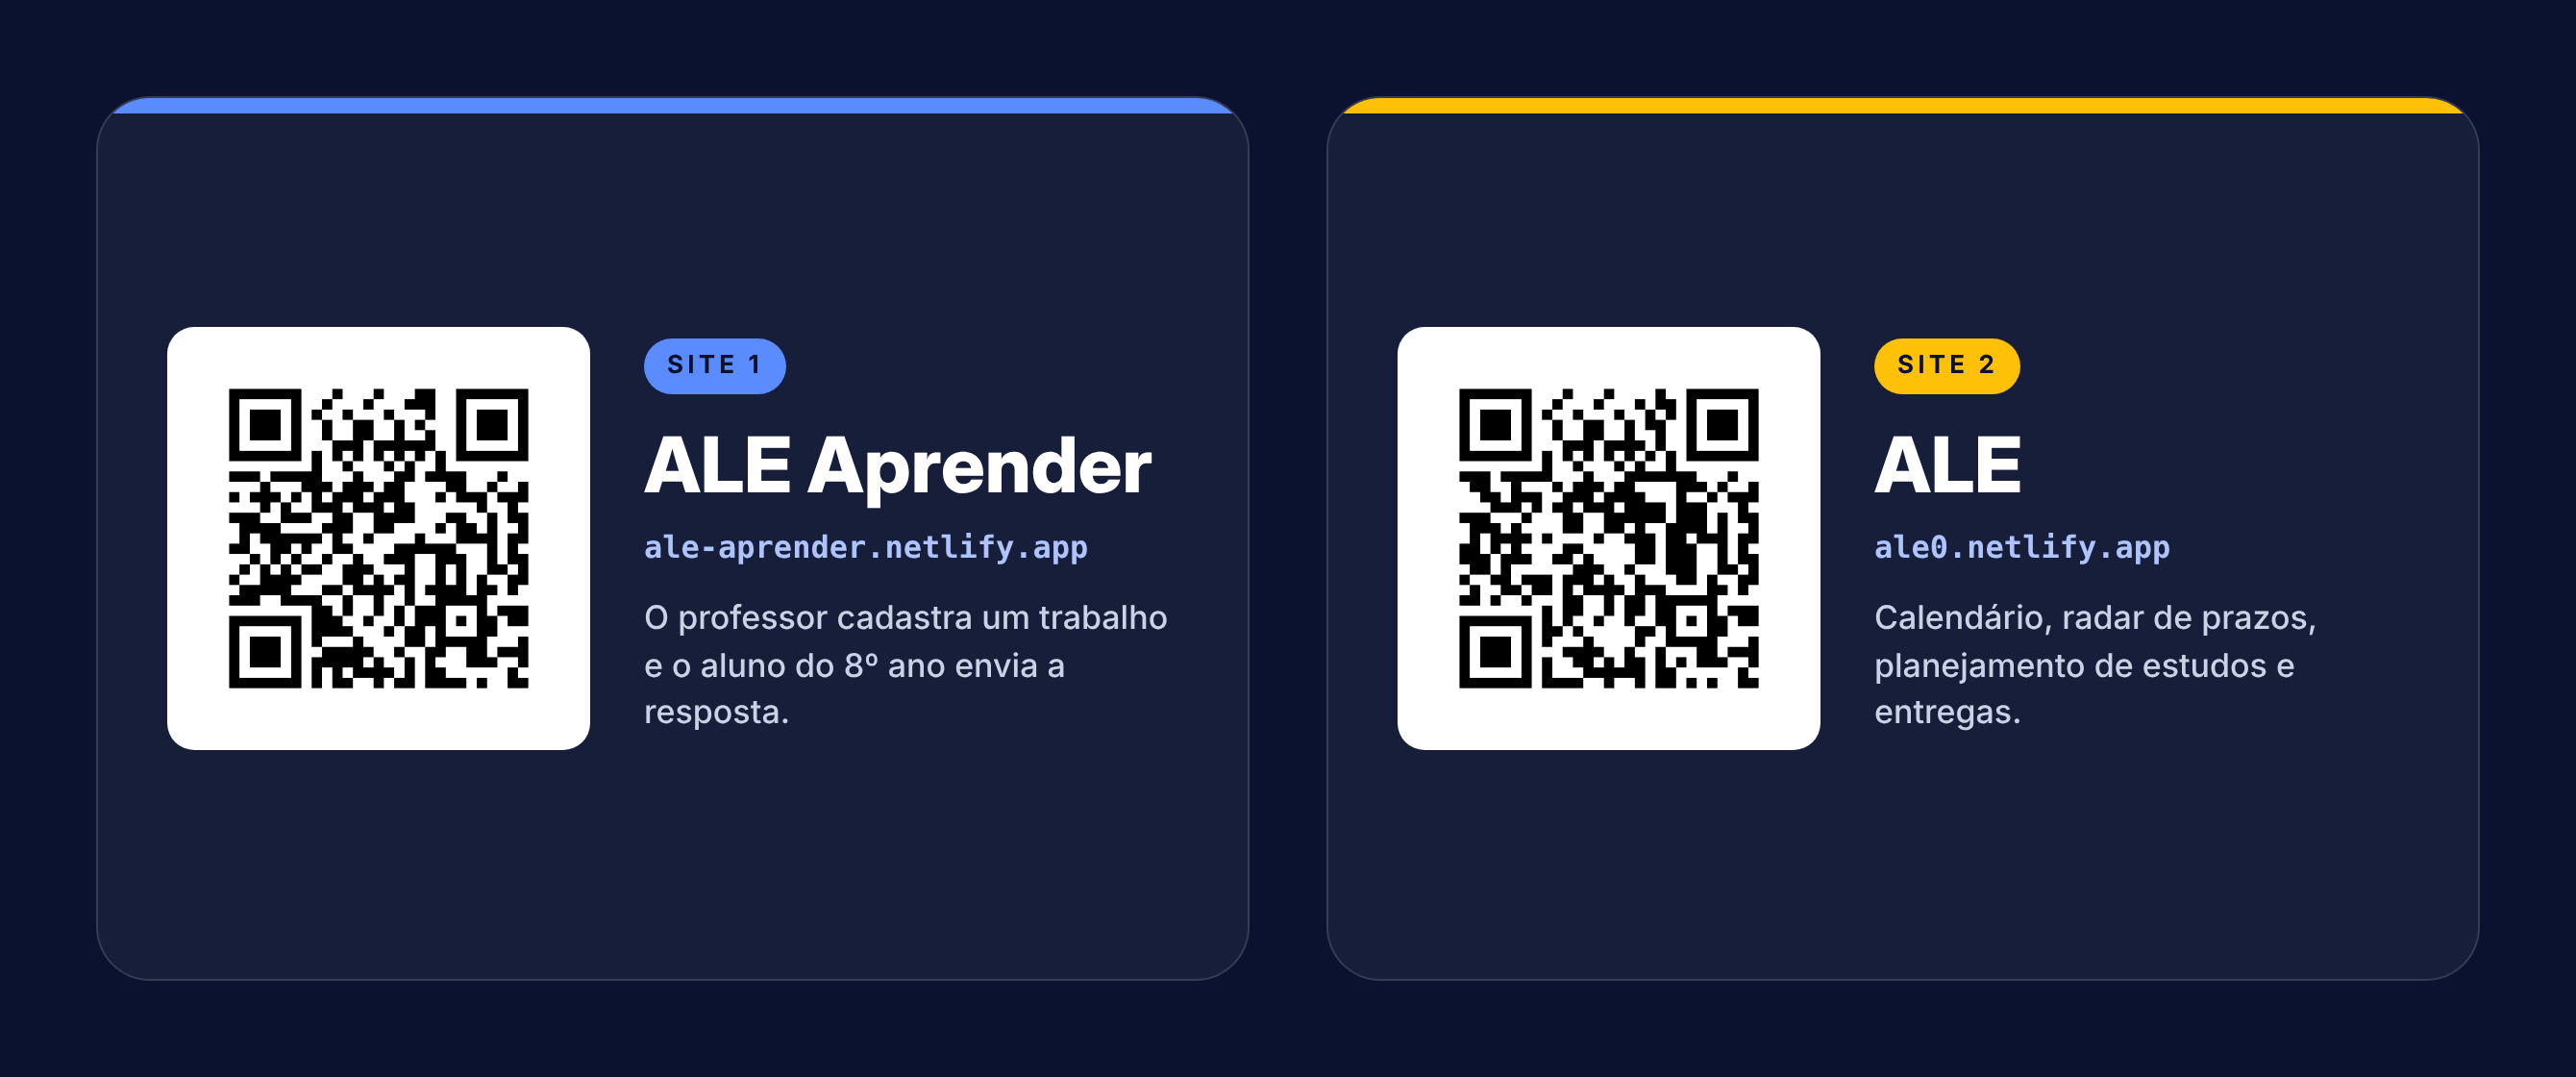 SITE 1
ALE Aprender
ale-aprender.netlify.app
O professor cadastra um trabalho
e o aluno do 8º ano envia a
resposta.
SITE 2
ALE
ale0.netlify.app
Calendário, radar de prazos,
planejamento de estudos e
entregas.